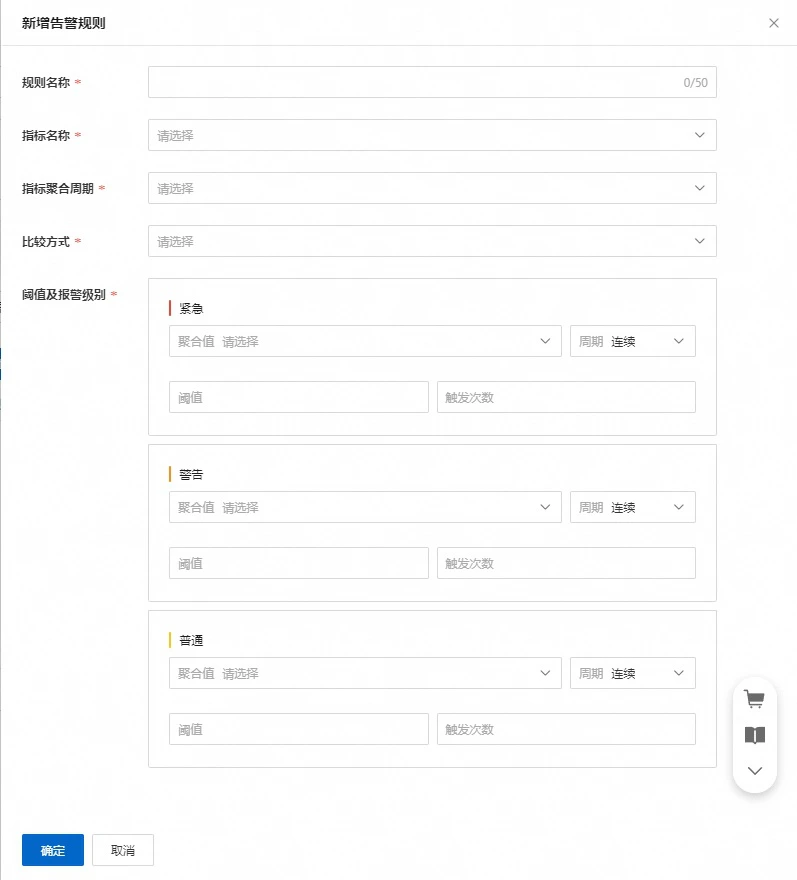 新增告警规则
规则名称 *
0/50
指标名称 *
请选择
指标聚合周期 *
请选择
比较方式 *
请选择
阈值及报警级别 *
紧急
聚合值 请选择
周期 连续
阈值
触发次数
警告
聚合值 请选择
周期 连续
阈值
触发次数
普通
聚合值 请选择
周期 连续
阈值
触发次数
确定
取消